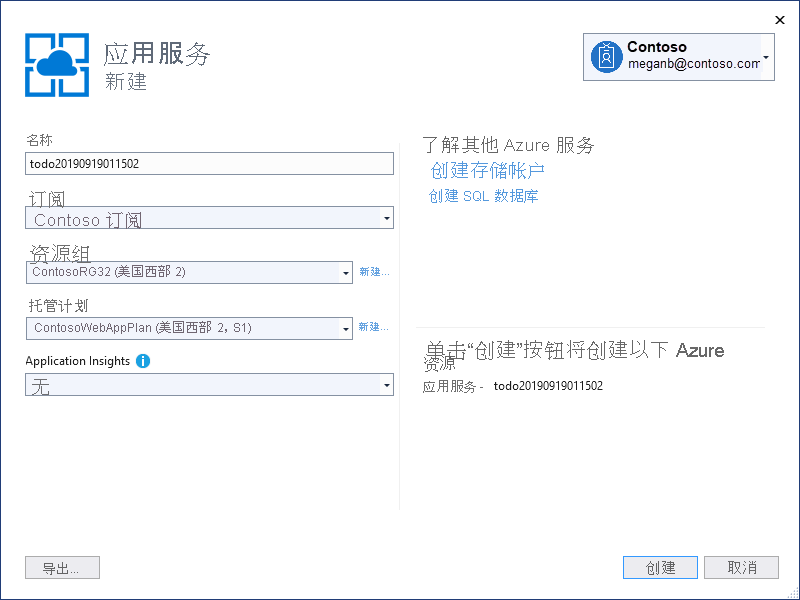 应用服务
新建
Contoso
meganb@contoso.com
名称
todo20190919011502
订阅
Contoso 订阅
资源组
ContosoRG32 (美国西部 2)
新建...
托管计划
ContosoWebAppPlan (美国西部 2, S1)
新建...
Application Insights
无
了解其他 Azure 服务
创建存储帐户
创建 SQL 数据库
单击“创建”按钮将创建以下 Azure
资源
应用服务 - todo20190919011502
导出...
创建
取消